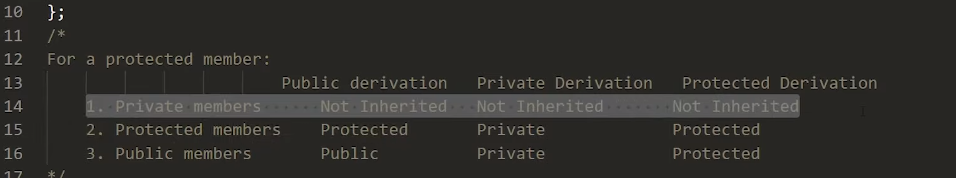 10 };
11 /*
12 For a protected member:
13 Public derivation Private Derivation Protected Derivation
14 1. Private members Not Inherited Not Inherited Not Inherited
15 2. Protected members Protected Private Protected
16 3. Public members Public Private Protected
17 */